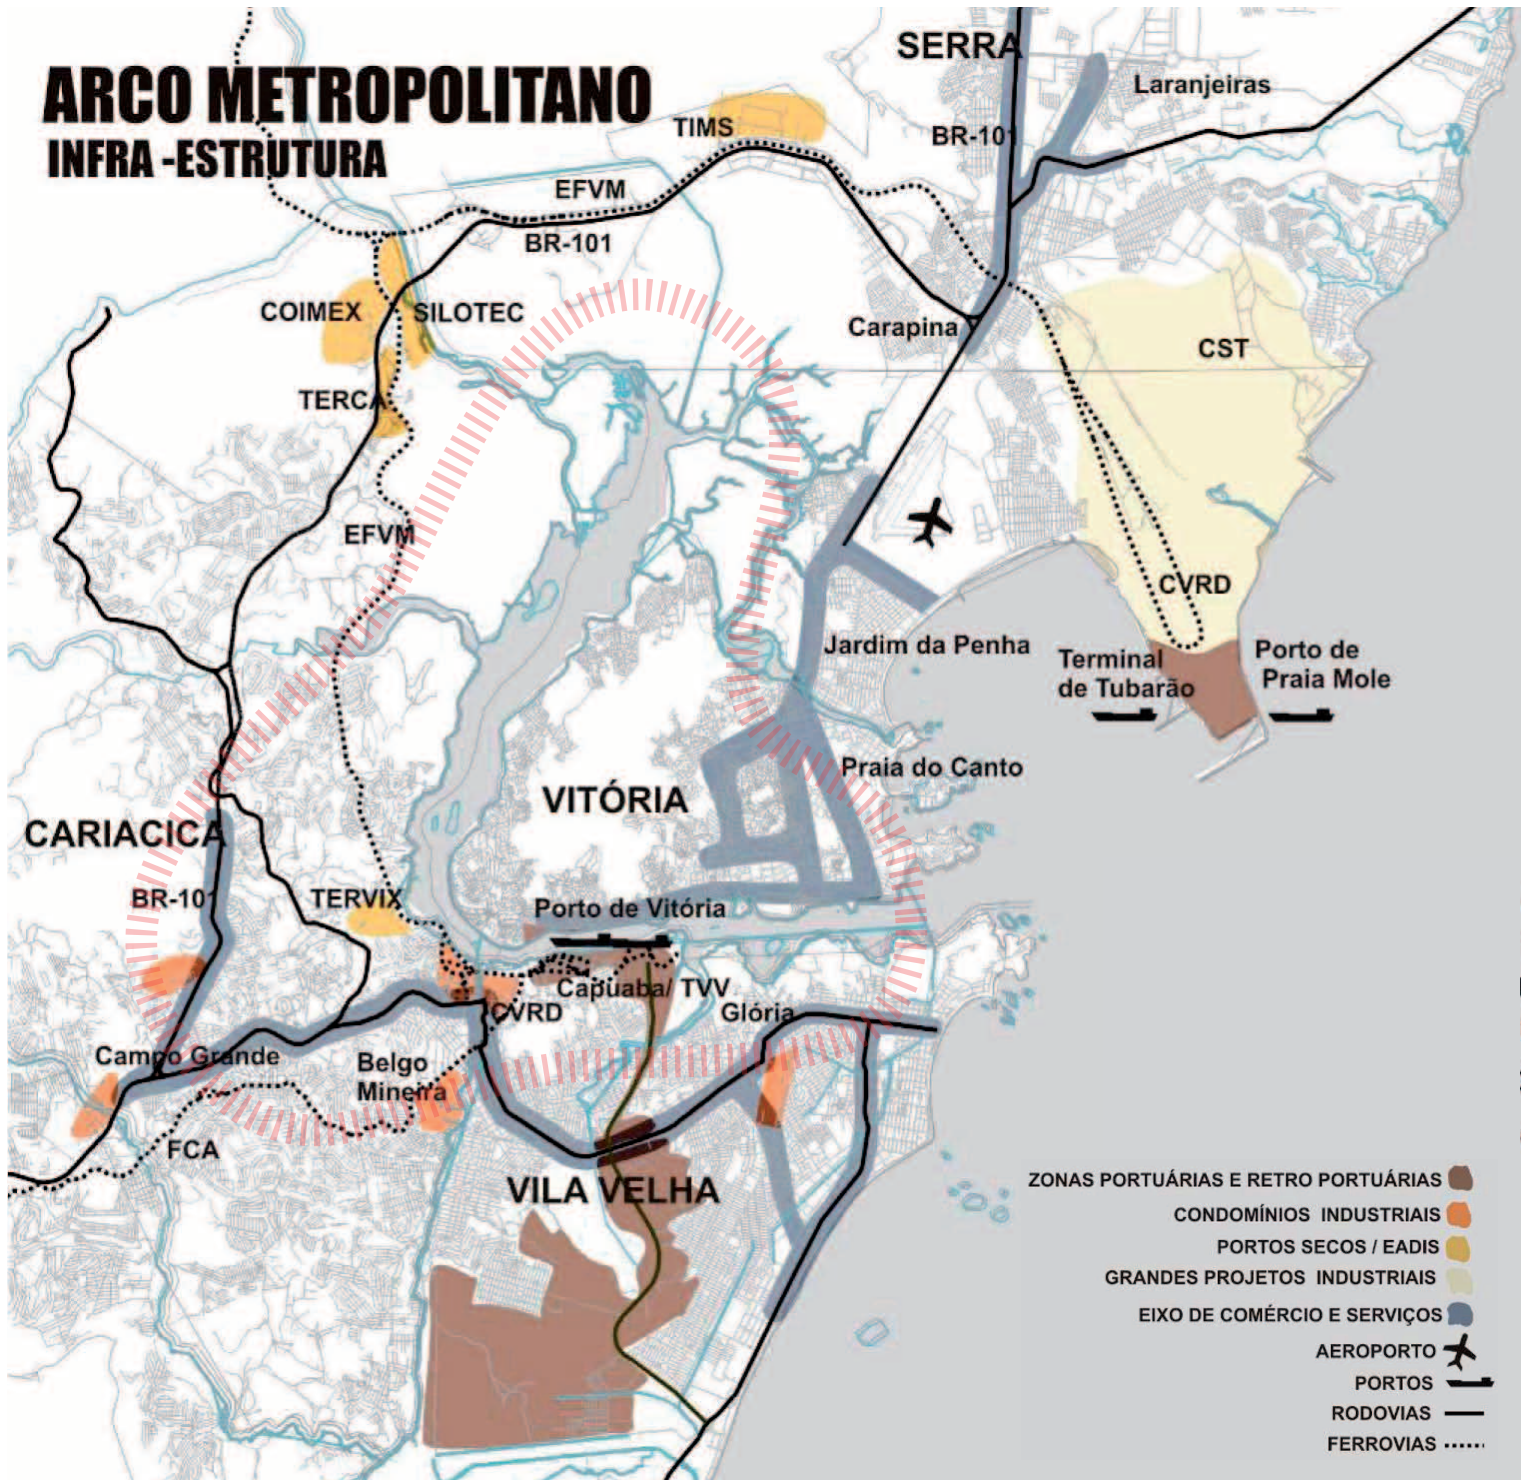 ARCO METROPOLITANO
INFRA -ESTRUTURA
SERRA
Laranjeiras
TIMS
BR-101
EFVM
BR-101
COIMEX
SILOTEC
Carapina
CST
TERCA
EFVM
CVRD
Jardim da Penha
Terminal
de Tubarão
Porto de
Praia Mole
Praia do Canto
VITÓRIA
CARIACICA
BR-101
TERVIX
Porto de Vitória
Capuaba/ TVV
CVRD
Glória
Campo Grande
Belgo
Mineira
FCA
VILA VELHA
ZONAS PORTUÁRIAS E RETRO PORTUÁRIAS
CONDOMÍNIOS INDUSTRIAIS
PORTOS SECOS / EADIS
GRANDES PROJETOS INDUSTRIAIS
EIXO DE COMÉRCIO E SERVIÇOS
AEROPORTO
PORTOS
RODOVIAS
FERROVIAS